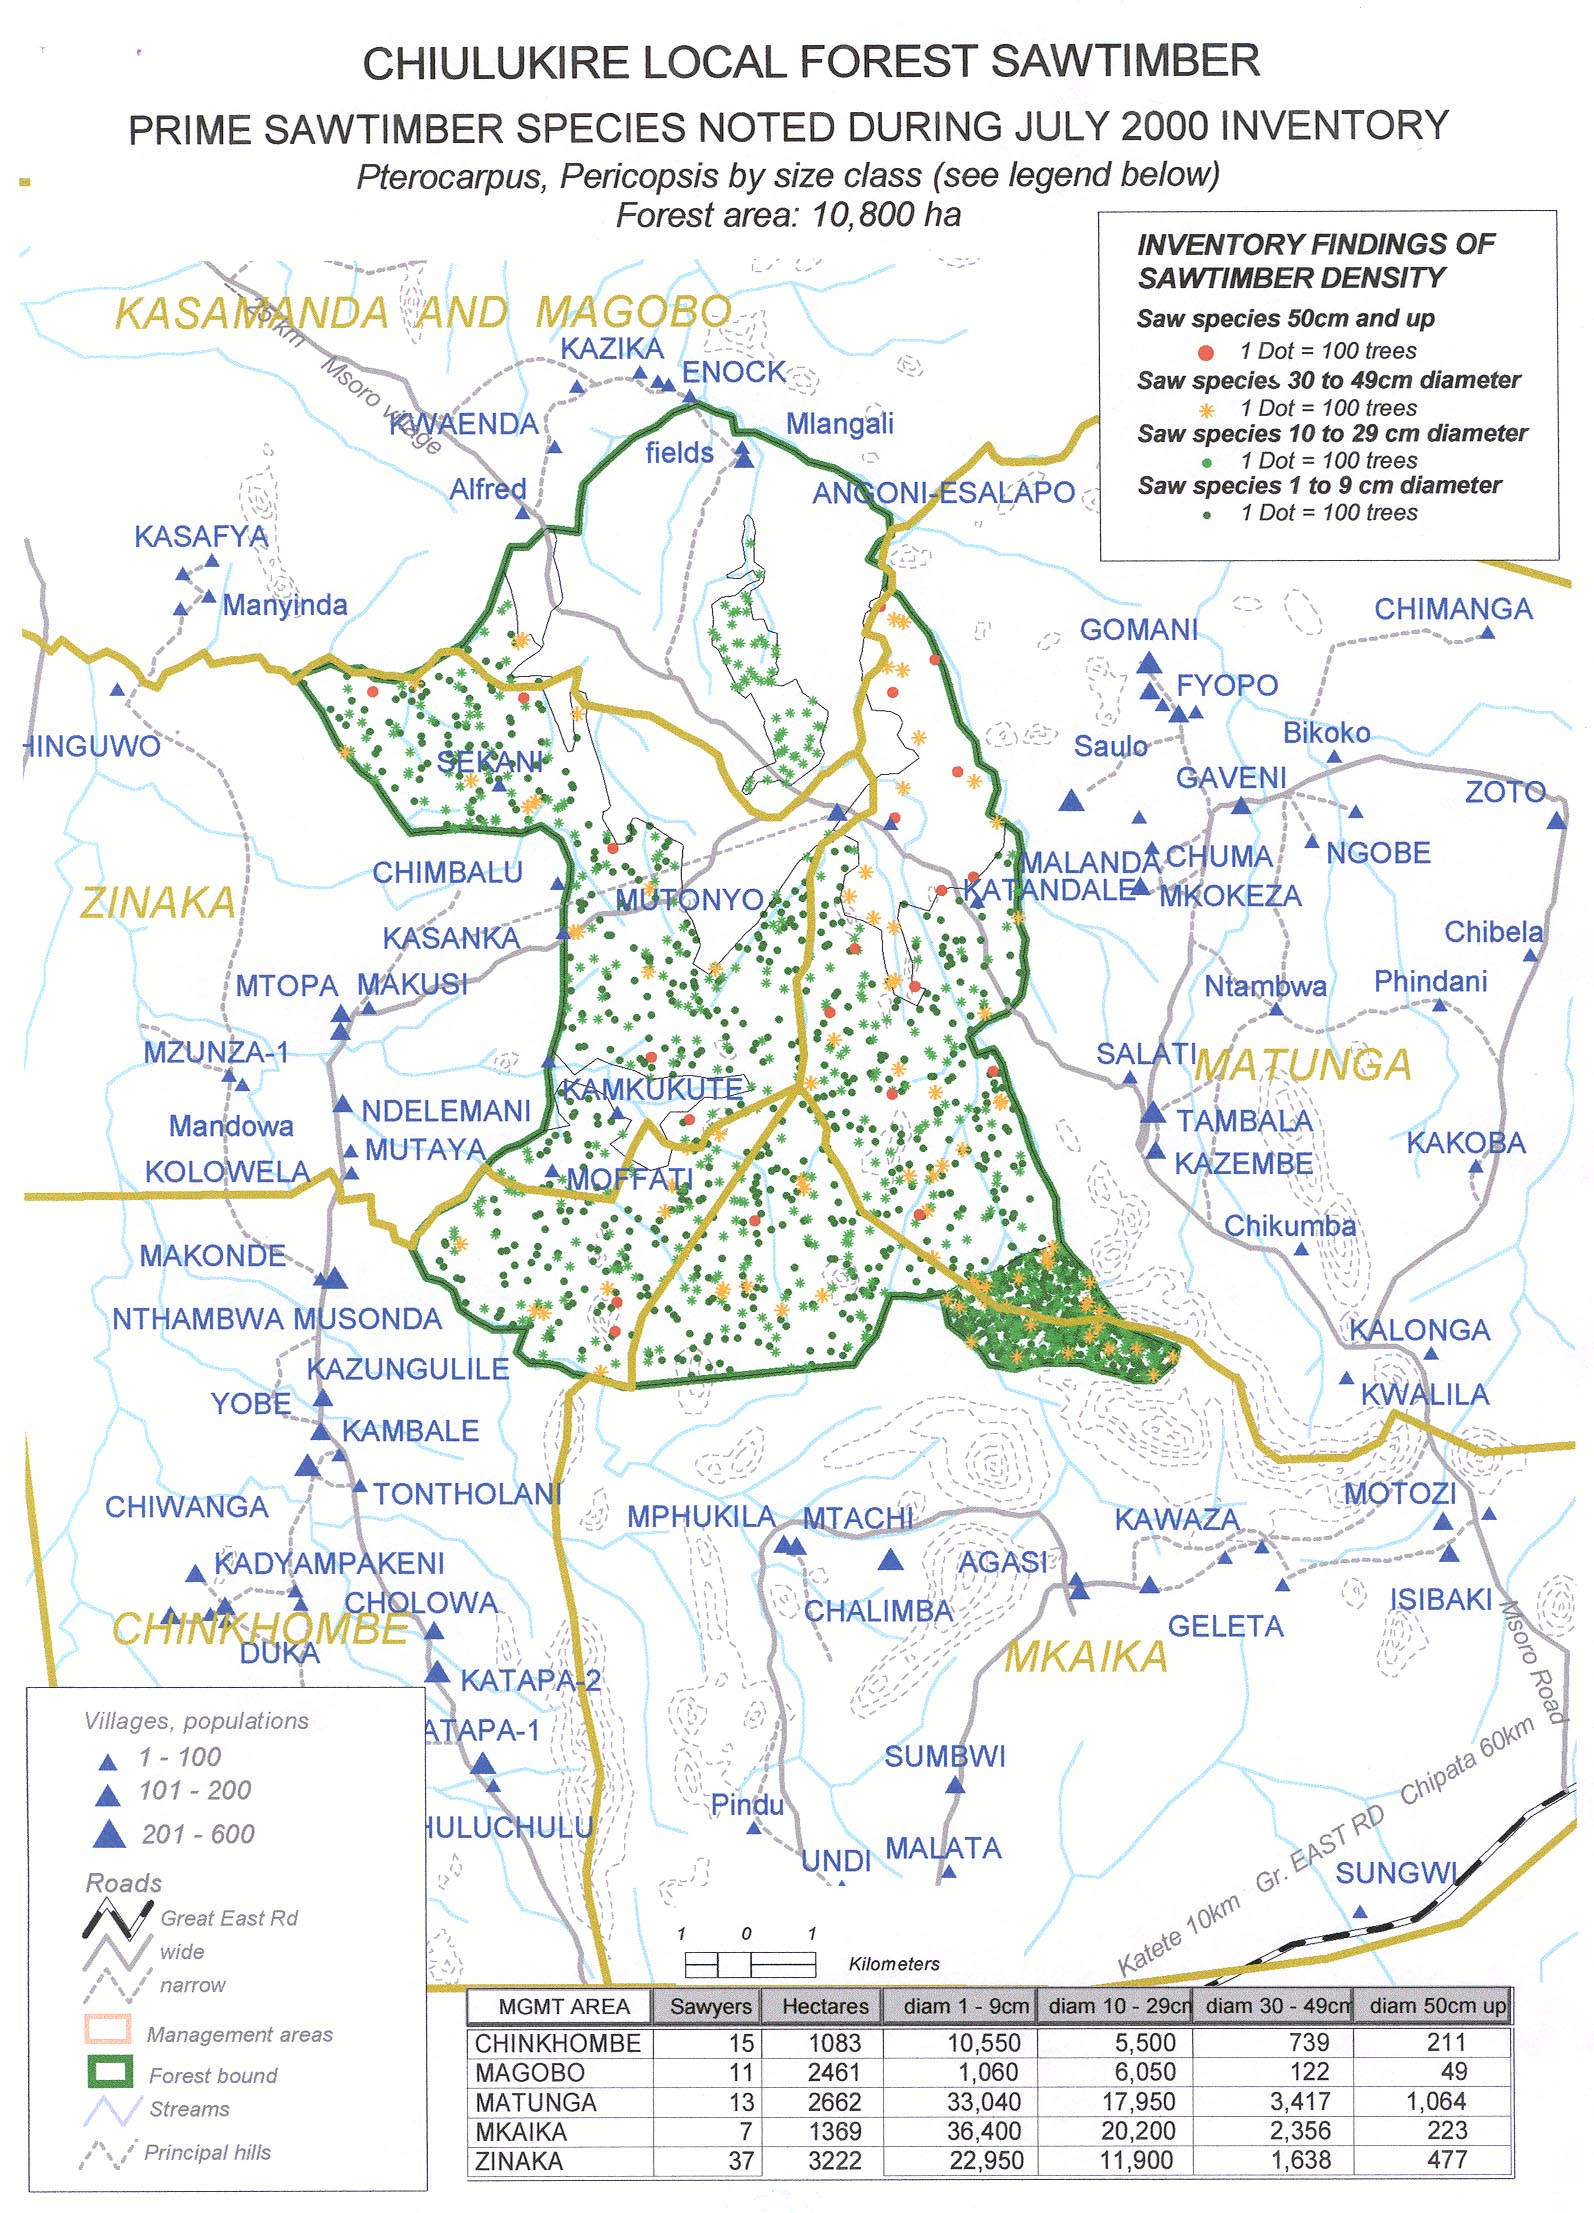 CHIULUKIRE LOCAL FOREST SAWTIMBER
PRIME SAWTIMBER SPECIES NOTED DURING JULY 2000 INVENTORY
Pterocarpus, Pericopsis by size class (see legend below)
Forest area: 10,800 ha
INVENTORY FINDINGS OF
SAWTIMBER DENSITY
Saw species 50cm and up
1 Dot = 100 trees
Saw species 30 to 49cm diameter
1 Dot = 100 trees
Saw species 10 to 29 cm diameter
1 Dot = 100 trees
Saw species 1 to 9 cm diameter
1 Dot = 100 trees
KASAMANDA AND MAGOBO
25 km Msoro village
KAZIKA
ENOCK
KWAENDA
Mlangali
fields
Alfred
ANGONI-ESALAPO
KASAFYA
Manyinda
CHIMANGA
GOMANI
FYOPO
HINGUWO
Saulo
Bikoko
SEKANI
GAVENI
ZOTO
CHIMBALU
MALANDA
CHUMA
NGOBE
ZINAKA
MUTONYO
KATANDALE
MKOKEZA
KASANKA
Chibela
MTOPA
MAKUSI
Ntambwa
Phindani
MZUNZA-1
SALATI
MATUNGA
KAMKUKUTE
NDELEMANI
Mandowa
TAMBALA
MUTAYA
KAKOBA
KOLOWELA
MOFFATI
KAZEMBE
Chikumba
MAKONDE
NTHAMBWA MUSONDA
KALONGA
KAZUNGULILE
YOBE
KWALILA
KAMBALE
TONTHOLANI
CHIWANGA
MOTOZI
MPHUKILA
MTACHI
KAWAZA
KADYAMPAKENI
AGASI
CHOLOWA
CHALIMBA
ISIBAKI
CHINKHOMBE
GELETA
DUKA
MKAIKA
Msoro Road
KATAPA-2
ATAPA-1
SUMBWI
Pindu
HULUCHULU
UNDI
MALATA
SUNGWI
Katete 10km Gr. EAST RD Chipata 60km
Villages, populations
1 - 100
101 - 200
201 - 600
Roads
Great East Rd
wide
narrow
Management areas
Forest bound
Streams
Principal hills
1 0 1
Kilometers
MGMT AREA Sawyers Hectares diam 1 - 9cm diam 10 - 29cm diam 30 - 49cm diam 50cm up
CHINKHOMBE 15 1083 10,550 5,500 739 211
MAGOBO 11 2461 1,060 6,050 122 49
MATUNGA 13 2662 33,040 17,950 3,417 1,064
MKAIKA 7 1369 36,400 20,200 2,356 223
ZINAKA 37 3222 22,950 11,900 1,638 477